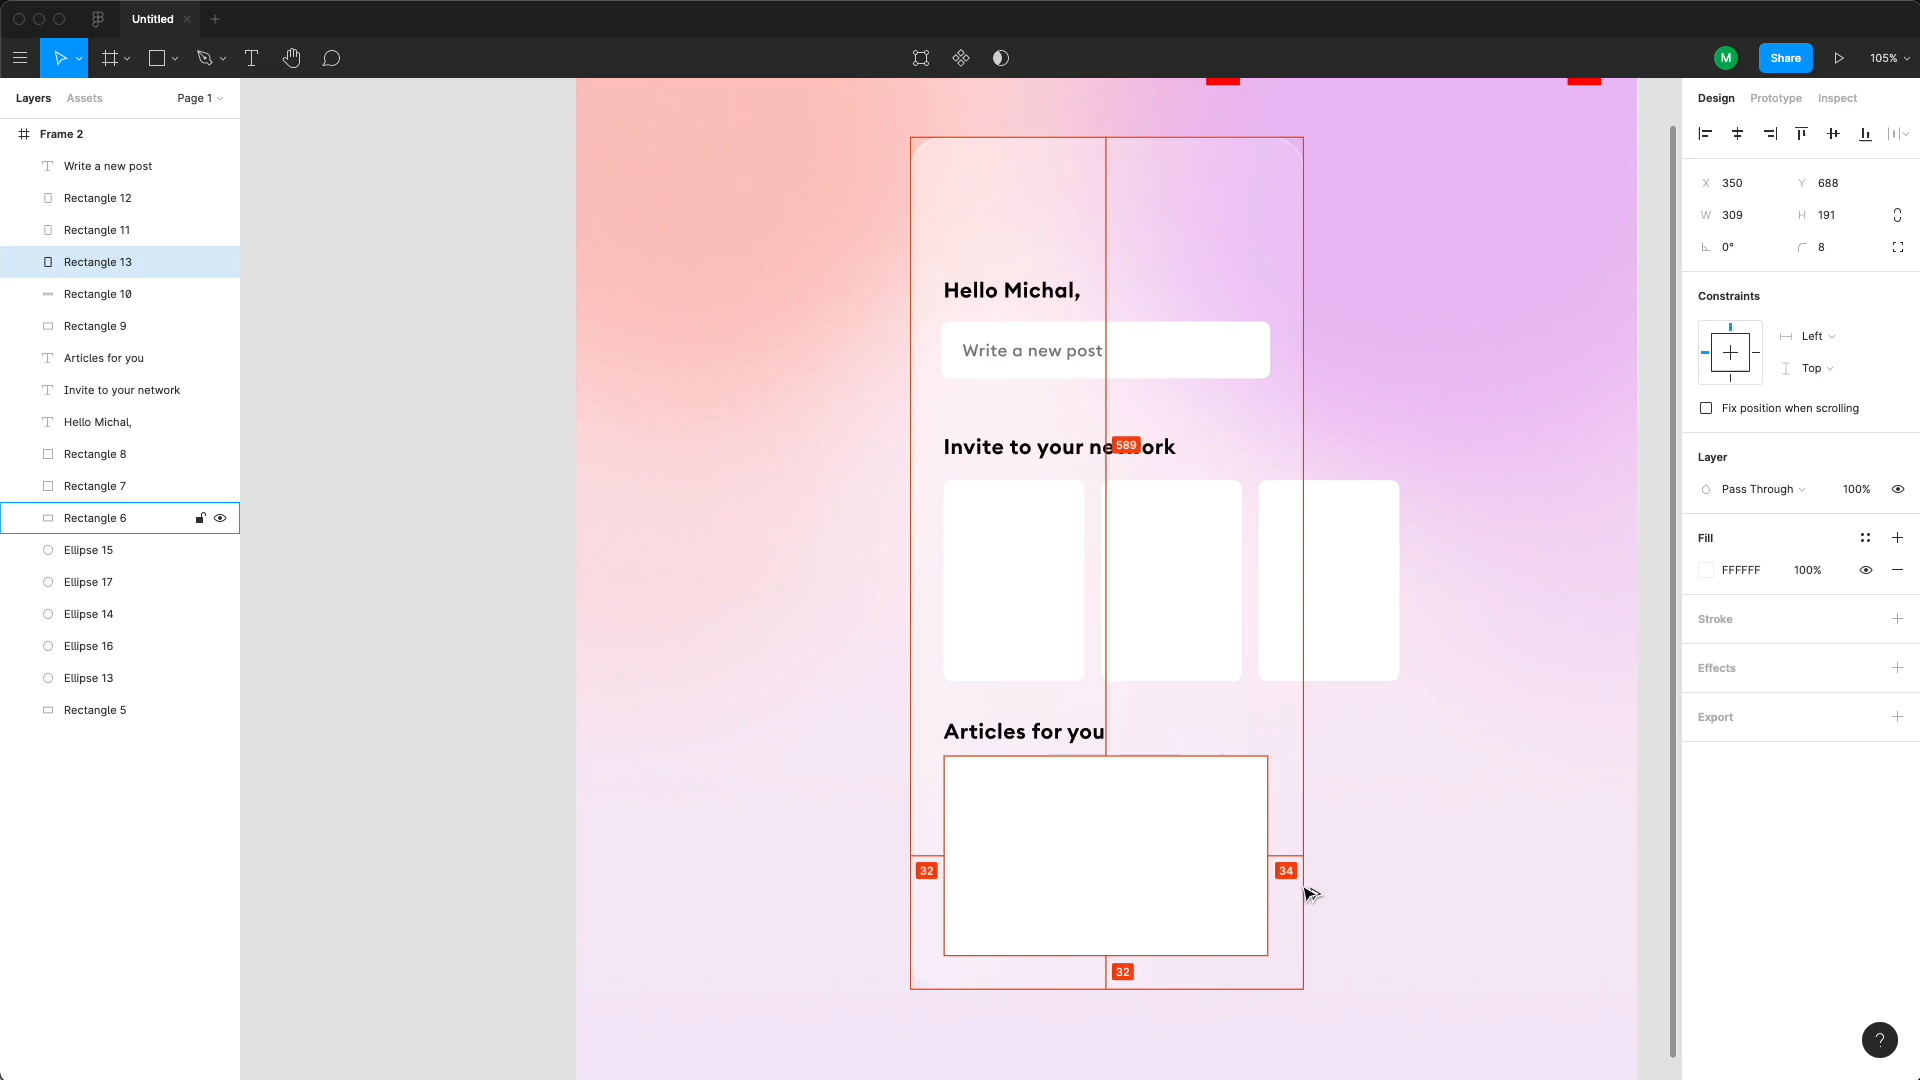 Untitled
M
Share
105%
Layers
Assets
Page 1
Frame 2
Write a new post
Rectangle 12
Rectangle 11
Rectangle 13
Rectangle 10
Rectangle 9
Articles for you
Invite to your network
Hello Michal,
Rectangle 8
Rectangle 7
Rectangle 6
Ellipse 15
Ellipse 17
Ellipse 14
Ellipse 16
Ellipse 13
Rectangle 5
Hello Michal,
Write a new post
Invite to your network
589
Articles for you
32
34
32
Design
Prototype
Inspect
X 350
Y 688
W 309
H 191
0°
8
Constraints
Left
Top
Fix position when scrolling
Layer
Pass Through
100%
Fill
FFFFFF
100%
Stroke
Effects
Export
?